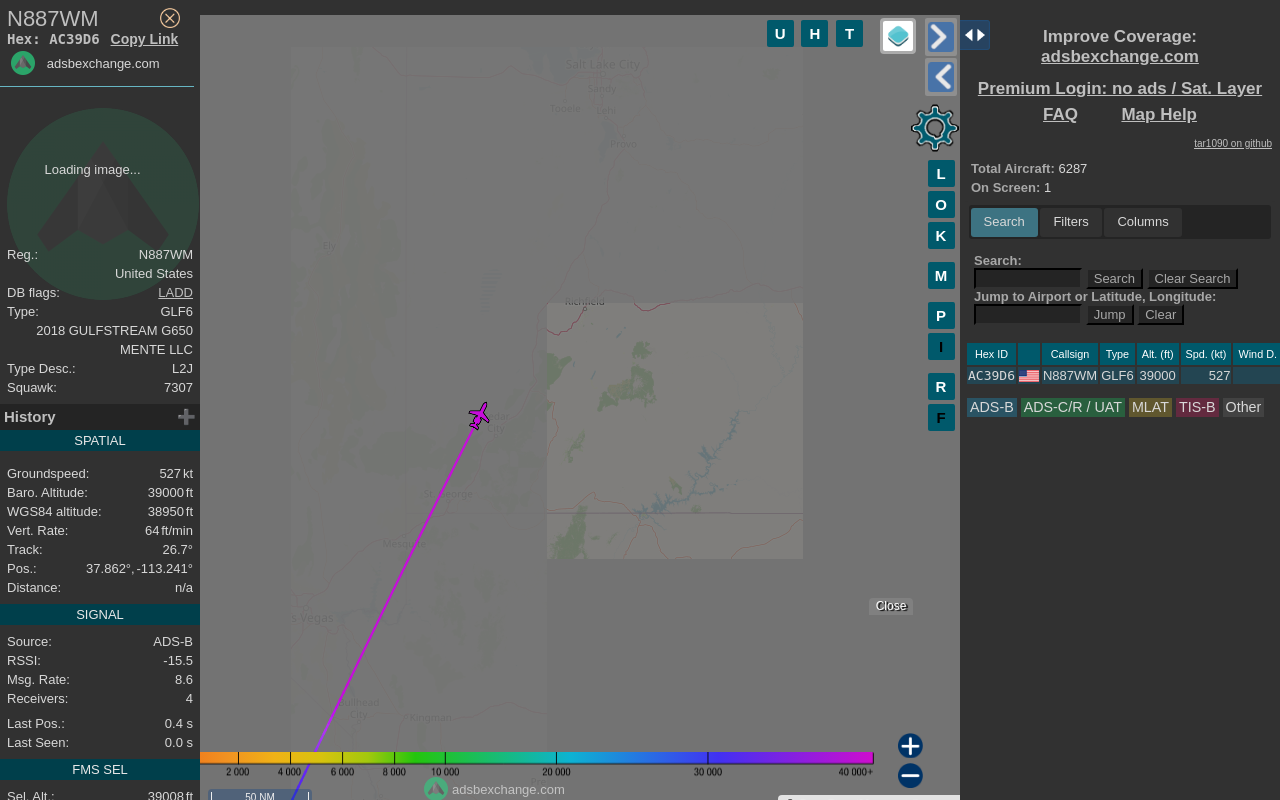 N887WM
Hex: AC39D6 Copy Link
adsbexchange.com
Loading image...
Reg.: N887WM
United States
DB flags: LADD
Type: GLF6
2018 GULFSTREAM G650
MENTE LLC
Type Desc.: L2J
Squawk: 7307
History
SPATIAL
Groundspeed: 527 kt
Baro. Altitude: 39000 ft
WGS84 altitude: 38950 ft
Vert. Rate: 64 ft/min
Track: 26.7°
Pos.: 37.862°, -113.241°
Distance: n/a
SIGNAL
Source: ADS-B
RSSI: -15.5
Msg. Rate: 8.6
Receivers: 4
Last Pos.: 0.4 s
Last Seen: 0.0 s
FMS SEL
Sel. Alt.: 39008 ft
U H T
L
O
K
M
P
I
R
F
Salt Lake City
Sandy
Tooele
Lehi
Provo
Ely
Richfield
St. George
Mesquite
s Vegas
Bullhead
City
Kingman
Close
2 000 4 000 6 000 8 000 10 000 20 000 30 000 40 000+
adsbexchange.com
50 NM
Improve Coverage:
adsbexchange.com
Premium Login: no ads / Sat. Layer
FAQ Map Help
tar1090 on github
Total Aircraft: 6287
On Screen: 1
Search Filters Columns
Search:
Search Clear Search
Jump to Airport or Latitude, Longitude:
Jump Clear
Hex ID Callsign Type Alt. (ft) Spd. (kt) Wind D.
AC39D6 N887WM GLF6 39000 527
ADS-B ADS-C/R / UAT MLAT TIS-B Other